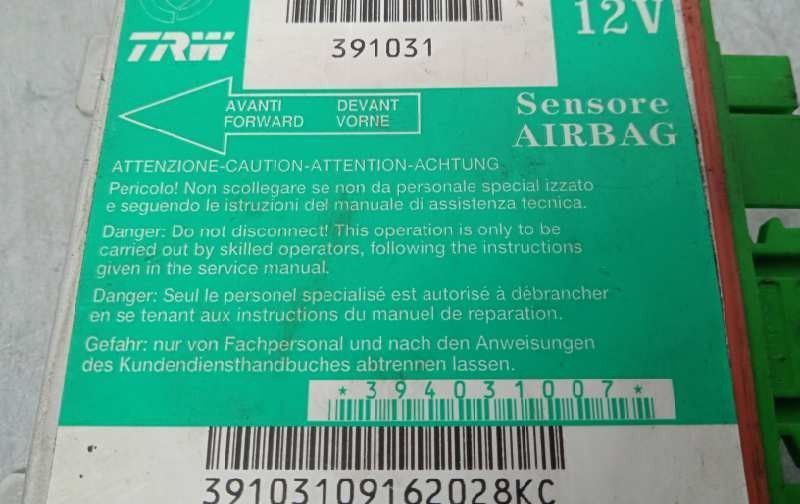 TRW
391031
12V
AVANTI DEVANT
FORWARD VORNE
Sensore
AIRBAG
ATTENZIONE-CAUTION-ATTENTION-ACHTUNG
Pericolo! Non scollegare se non da personale special izzato
e seguendo le istruzioni del manuale di assistenza tecnica.
Danger: Do not disconnect! This operation is only to be
carried out by skilled operators, following the instructions
given in the service manual.
Danger: Seul le personel specialisé est autorisé à débrancher
en se tenant aux instructions du manuel de reparation.
Gefahr: nur von Fachpersonal und nach den Anweisungen
des Kundendiensthandbuches abtrennen lassen.
*394031007*
39103109162028KC